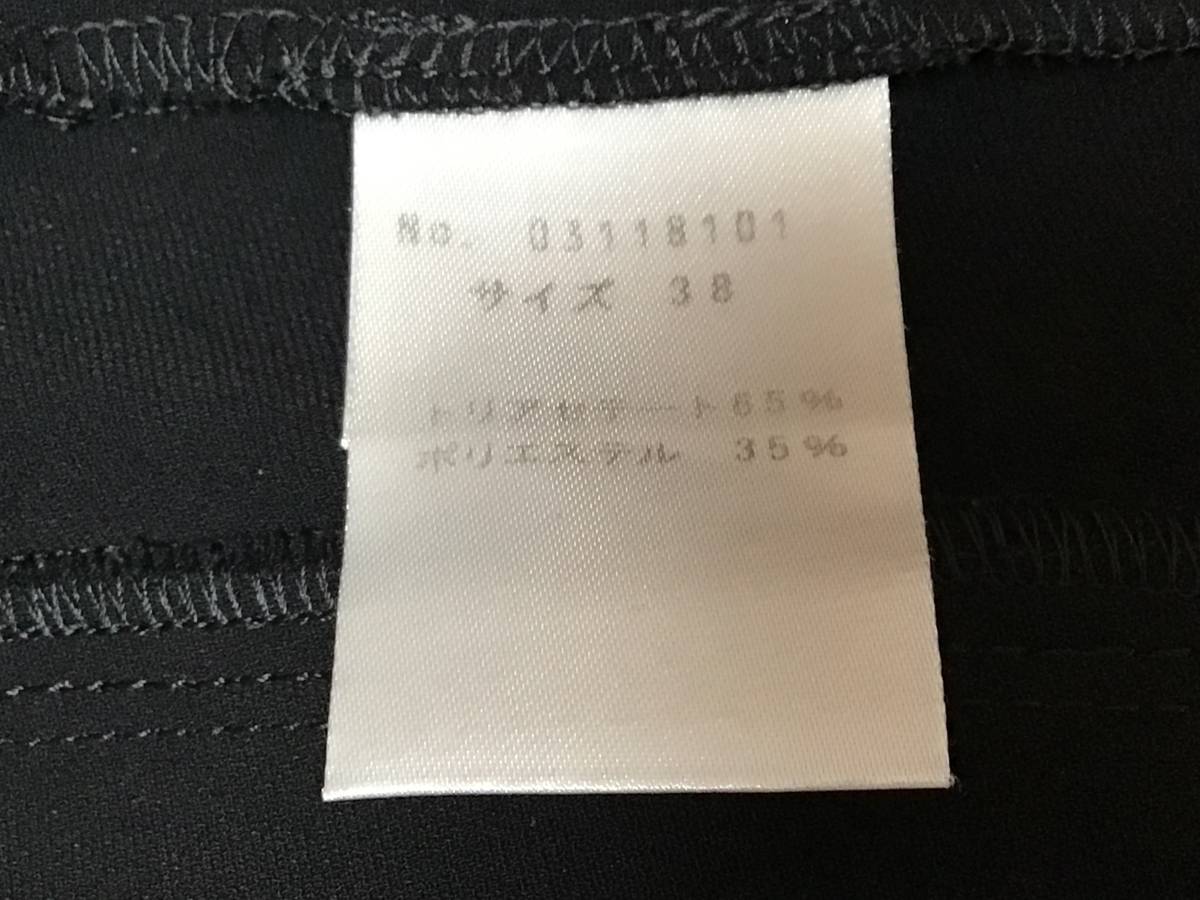 No. 03118101
サイズ 38
トリアセテート65%
ポリエステル 35%